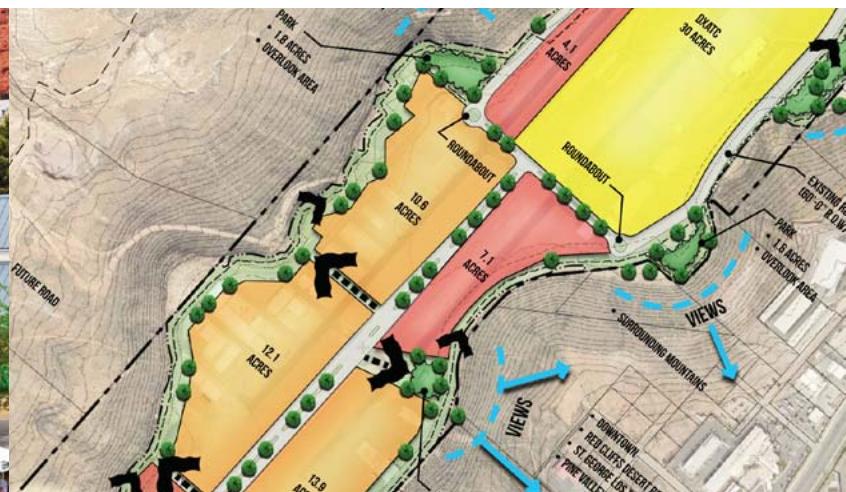 PARK
• 1.8 ACRES
• OVERLOOK AREA
4.1
ACRES
DXATC
30 ACRES
ROUNDABOUT
ROUNDABOUT
10.6
ACRES
7.1
ACRES
EXISTING
PARK
• 1.6 ACRES
• OVERLOOK AREA
FUTURE ROAD
VIEWS
• SURROUNDING MOUNTAINS
12.1
ACRES
VIEWS
• DOWNTOWN
• RED CLIFFS DESERT
• ST. GEORGE LDS
• PINE VALLEY
13.9